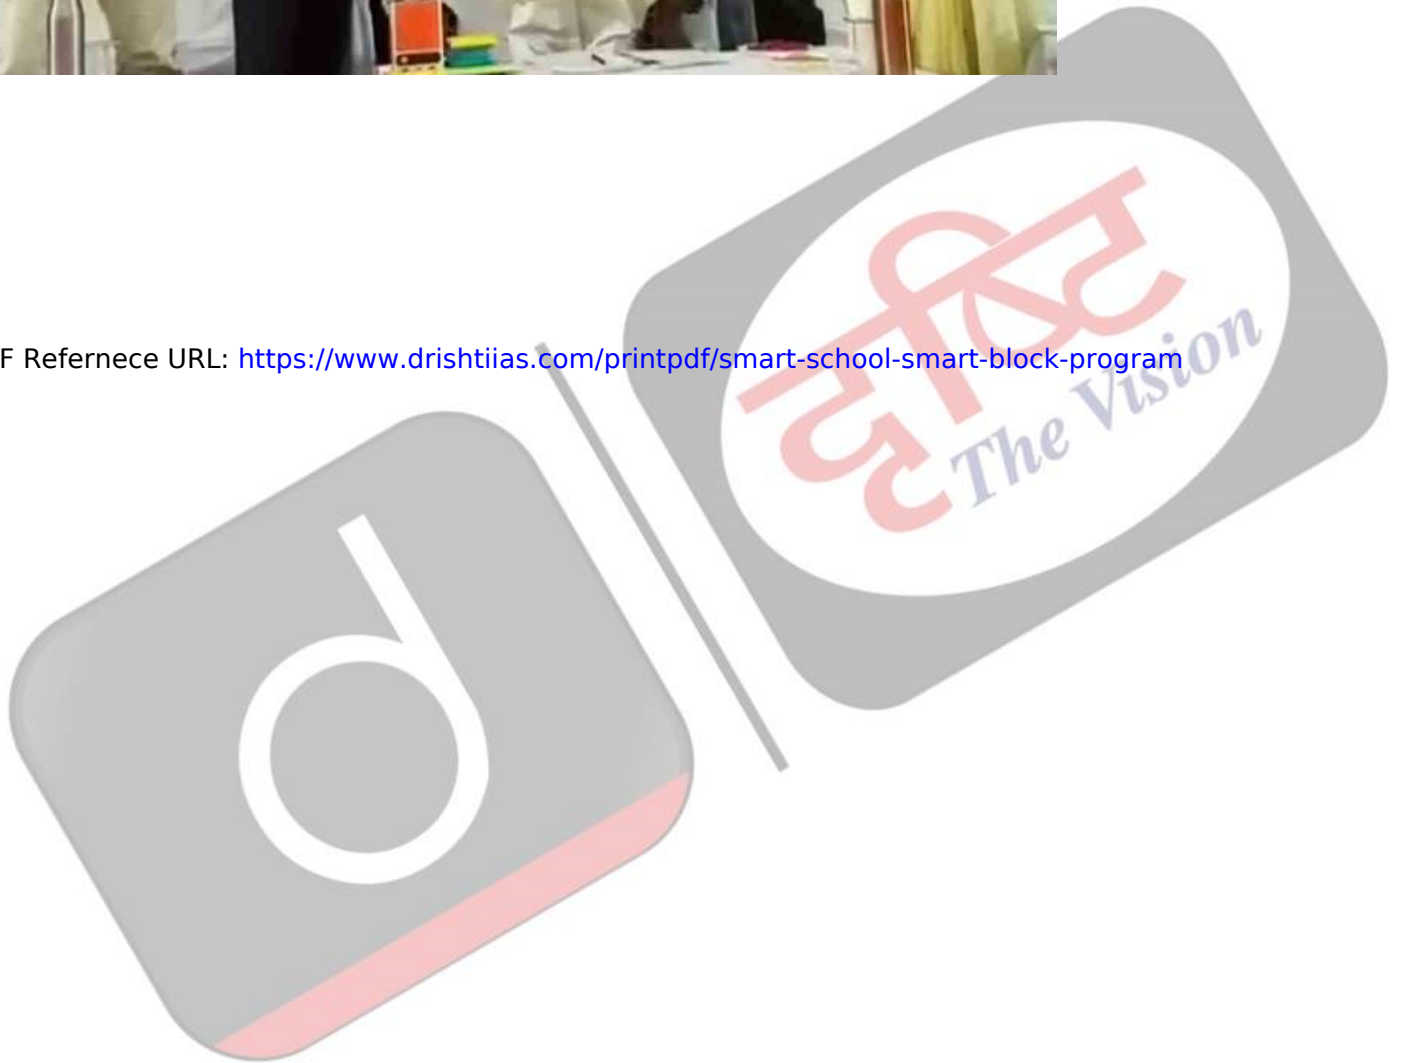 F Refernece URL: https://www.drishtiias.com/printpdf/smart-school-smart-block-program
दृष्टि
The Vision
d